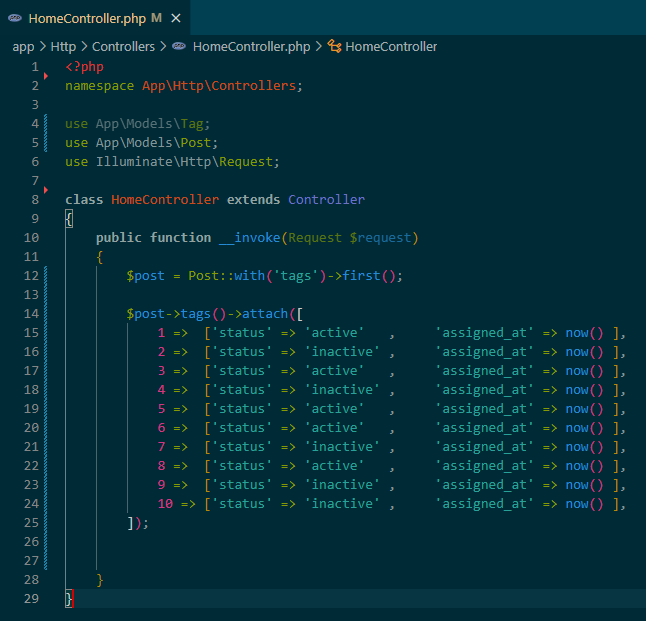 HomeController.php M ×
app > Http > Controllers > HomeController.php > HomeController
1 <?php
2 namespace App\Http\Controllers;
3
4 use App\Models\Tag;
5 use App\Models\Post;
6 use Illuminate\Http\Request;
7
8 class HomeController extends Controller
9 {
10     public function __invoke(Request $request)
11     {
12         $post = Post::with('tags')->first();
13
14         $post->tags()->attach([
15             1 =>  ['status' => 'active'   ,     'assigned_at' => now() ],
16             2 =>  ['status' => 'inactive' ,     'assigned_at' => now() ],
17             3 =>  ['status' => 'active'   ,     'assigned_at' => now() ],
18             4 =>  ['status' => 'inactive' ,     'assigned_at' => now() ],
19             5 =>  ['status' => 'active'   ,     'assigned_at' => now() ],
20             6 =>  ['status' => 'active'   ,     'assigned_at' => now() ],
21             7 =>  ['status' => 'inactive' ,     'assigned_at' => now() ],
22             8 =>  ['status' => 'active'   ,     'assigned_at' => now() ],
23             9 =>  ['status' => 'inactive' ,     'assigned_at' => now() ],
24             10 => ['status' => 'inactive' ,     'assigned_at' => now() ],
25         ]);
26
27
28     }
29 }